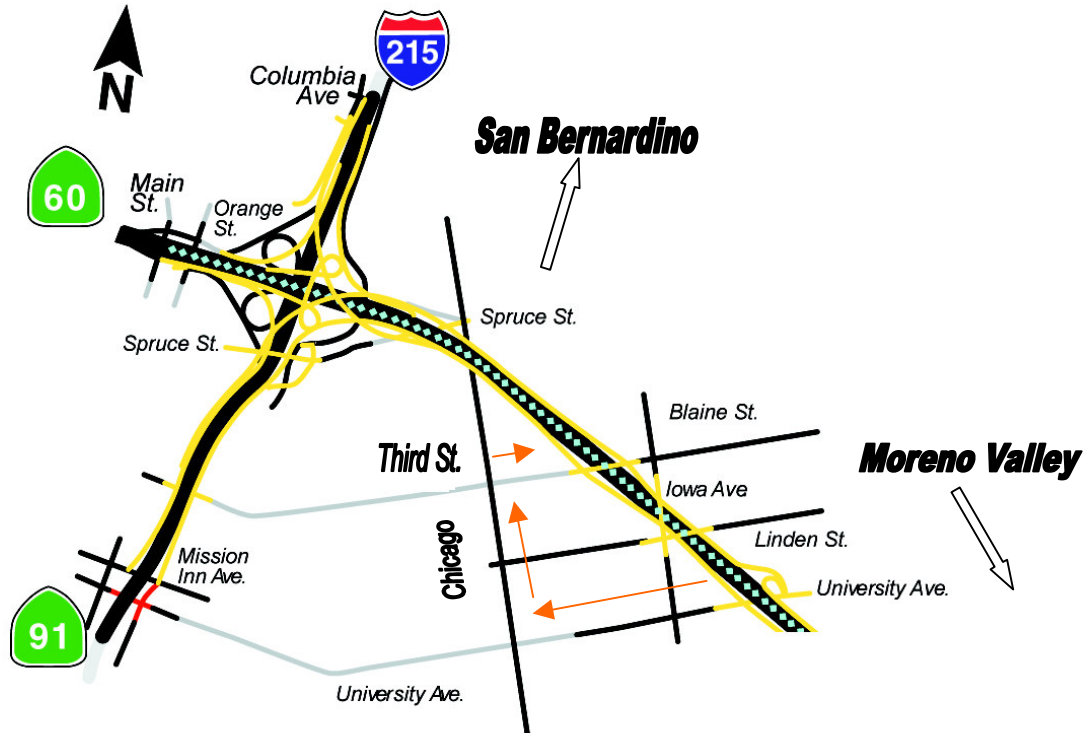 215
Columbia
Ave
N
San Bernardino
60
Main
St.
Orange
St.
Spruce St.
Spruce St.
Blaine St.
Third St.
Moreno Valley
Iowa Ave.
Linden St.
Chicago
Mission
Inn Ave.
University Ave.
91
University Ave.